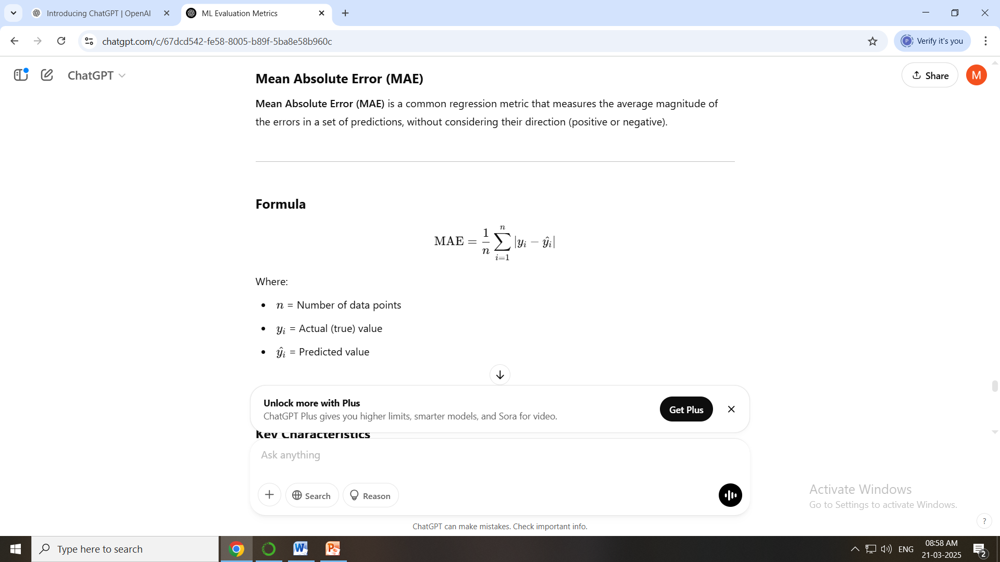 Introducing ChatGPT | OpenAI
ML Evaluation Metrics
chatgpt.com/c/67dcd542-fe58-8005-b89f-5ba8e58b960c
P
Verify it's you
ChatGPT
Share
M
Mean Absolute Error (MAE)
Mean Absolute Error (MAE) is a common regression metric that measures the average magnitude of
the errors in a set of predictions, without considering their direction (positive or negative).
Formula
MAE = \frac{1}{n} \sum_{i=1}^{n} |y_i − \hat{y}_i|
Where:
• n = Number of data points
• y_i = Actual (true) value
• \hat{y}_i = Predicted value
Unlock more with Plus
ChatGPT Plus gives you higher limits, smarter models, and Sora for video.
Get Plus
Key Characteristics
Ask anything
Search
Reason
Activate Windows
Go to Settings to activate Windows.
ChatGPT can make mistakes. Check important info.
?
Type here to search
ENG
08:58 AM
21-03-2025
2